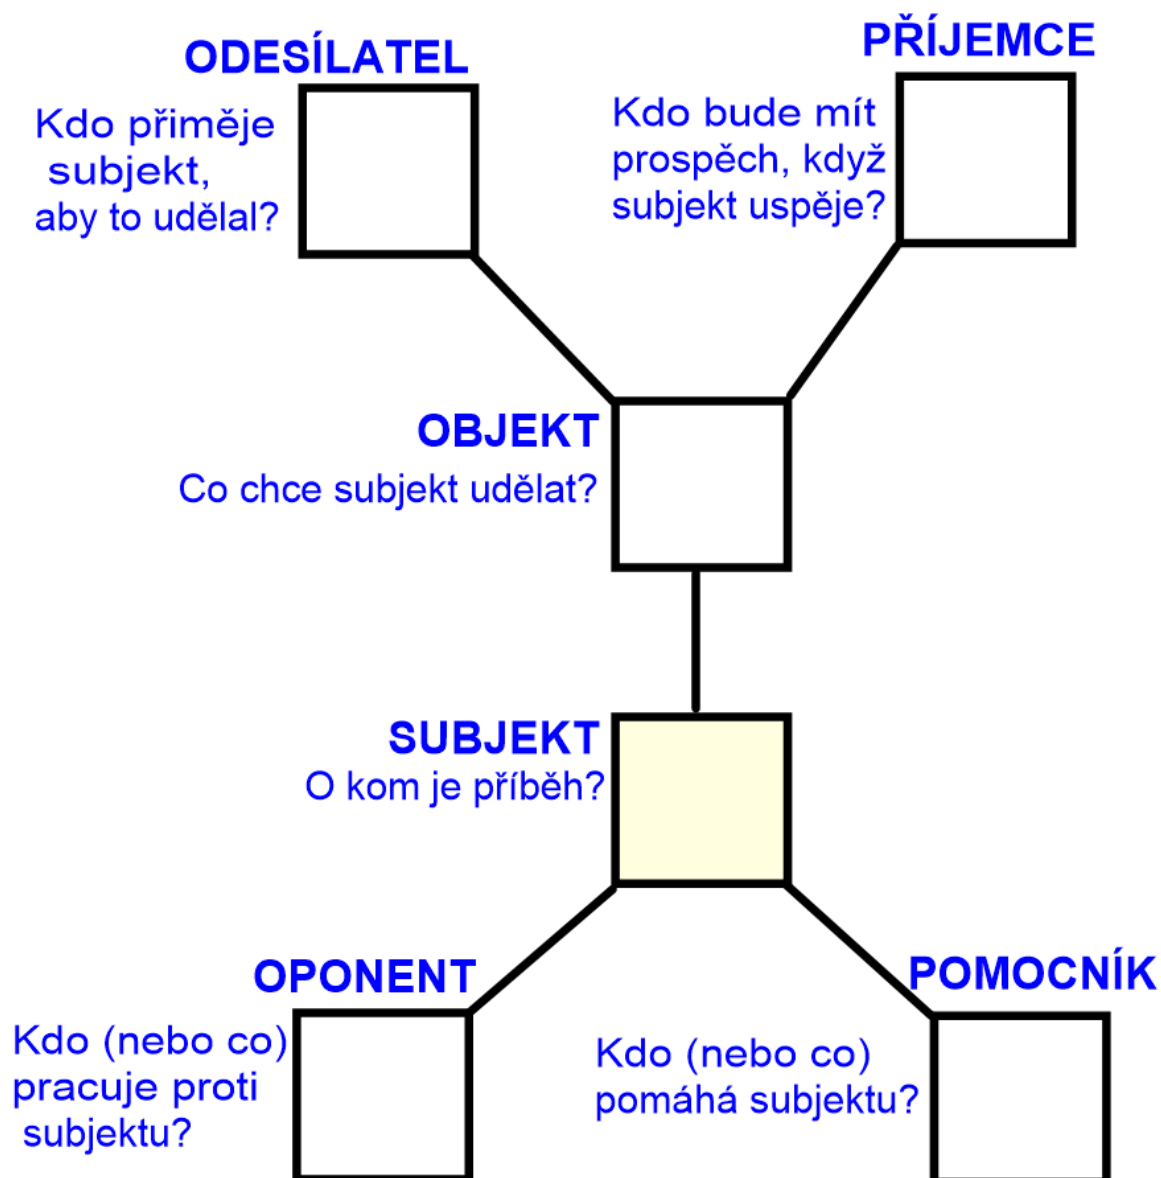 ODESÍLATEL
Kdo přiměje
subjekt,
aby to udělal?
PŘÍJEMCE
Kdo bude mít
prospěch, když
subjekt uspěje?
OBJEKT
Co chce subjekt udělat?
SUBJEKT
O kom je příběh?
OPONENT
Kdo (nebo co)
pracuje proti
subjektu?
POMOCNÍK
Kdo (nebo co)
pomáhá subjektu?